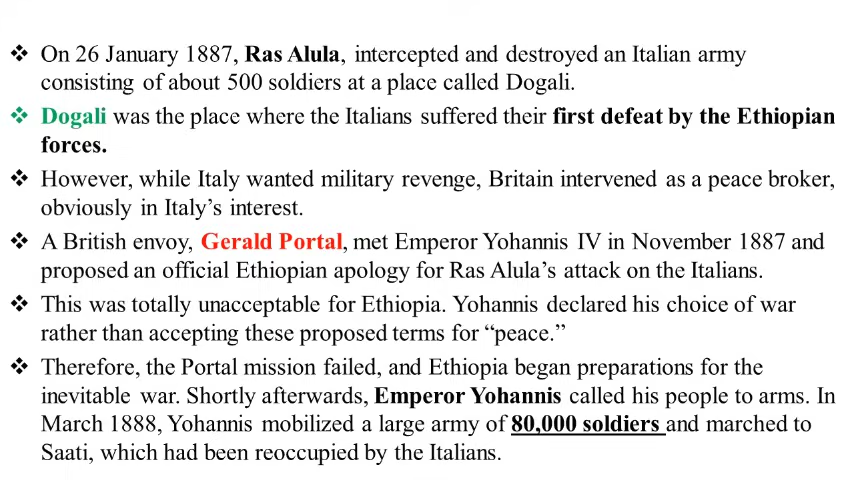 ❖ On 26 January 1887, Ras Alula, intercepted and destroyed an Italian army
consisting of about 500 soldiers at a place called Dogali.
❖ Dogali was the place where the Italians suffered their first defeat by the Ethiopian
forces.
❖ However, while Italy wanted military revenge, Britain intervened as a peace broker,
obviously in Italy’s interest.
❖ A British envoy, Gerald Portal, met Emperor Yohannis IV in November 1887 and
proposed an official Ethiopian apology for Ras Alula’s attack on the Italians.
❖ This was totally unacceptable for Ethiopia. Yohannis declared his choice of war
rather than accepting these proposed terms for “peace.”
❖ Therefore, the Portal mission failed, and Ethiopia began preparations for the
inevitable war. Shortly afterwards, Emperor Yohannis called his people to arms. In
March 1888, Yohannis mobilized a large army of 80,000 soldiers and marched to
Saati, which had been reoccupied by the Italians.